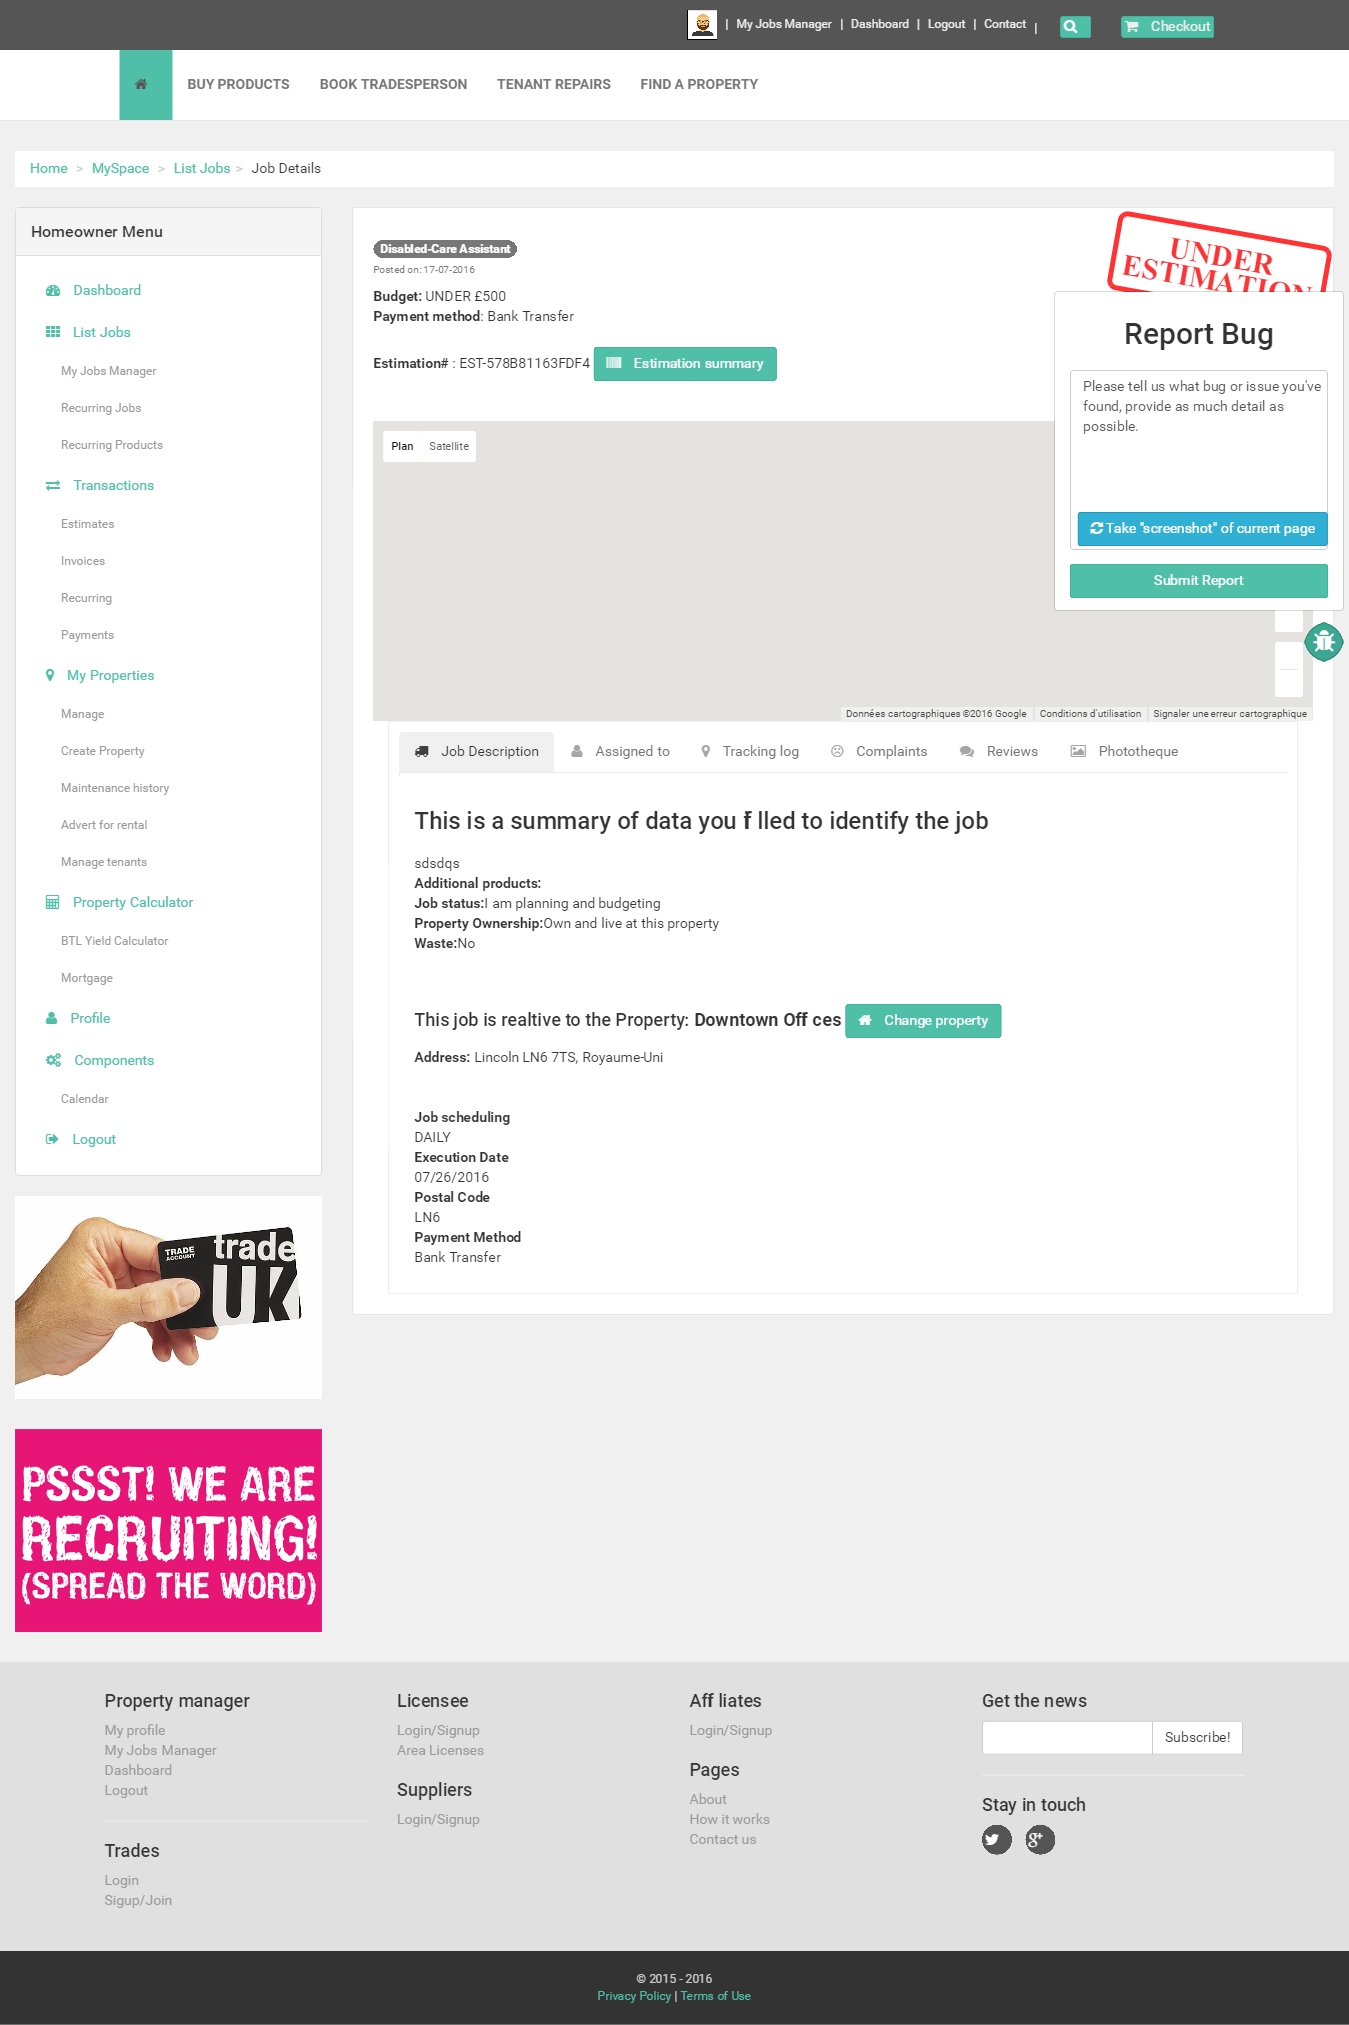 | My Jobs Manager | Dashboard | Logout | Contact |
Checkout
BUY PRODUCTS BOOK TRADESPERSON TENANT REPAIRS FIND A PROPERTY
Home > MySpace > List Jobs > Job Details
Homeowner Menu
Dashboard
List Jobs
My Jobs Manager
Recurring Jobs
Recurring Products
Transactions
Estimates
Invoices
Recurring
Payments
My Properties
Manage
Create Property
Maintenance history
Advert for rental
Manage tenants
Property Calculator
BTL Yield Calculator
Mortgage
Profile
Components
Calendar
Logout
TRADE ACCOUNT
trade
UK
PSSST! WE ARE
RECRUITING!
(SPREAD THE WORD)
Disabled-Care Assistant
Posted on: 17-07-2016
Budget: UNDER £500
Payment method: Bank Transfer
Estimation# : EST-578B81163FDF4 Estimation summary
UNDER
ESTIMATION
Report Bug
Please tell us what bug or issue you've
found, provide as much detail as
possible.
Take "screenshot" of current page
Submit Report
Plan Satellite
Données cartographiques ©2016 Google Conditions d'utilisation Signaler une erreur cartographique
Job Description Assigned to Tracking log Complaints Reviews Phototheque
This is a summary of data you f lled to identify the job
sdsdqs
Additional products:
Job status:I am planning and budgeting
Property Ownership:Own and live at this property
Waste:No
This job is realtive to the Property: Downtown Off ces Change property
Address: Lincoln LN6 7TS, Royaume-Uni
Job scheduling
DAILY
Execution Date
07/26/2016
Postal Code
LN6
Payment Method
Bank Transfer
Property manager
My profile
My Jobs Manager
Dashboard
Logout
Trades
Login
Sigup/Join
Licensee
Login/Signup
Area Licenses
Suppliers
Login/Signup
Aff liates
Login/Signup
Pages
About
How it works
Contact us
Get the news
Subscribe!
Stay in touch
© 2015 - 2016
Privacy Policy | Terms of Use